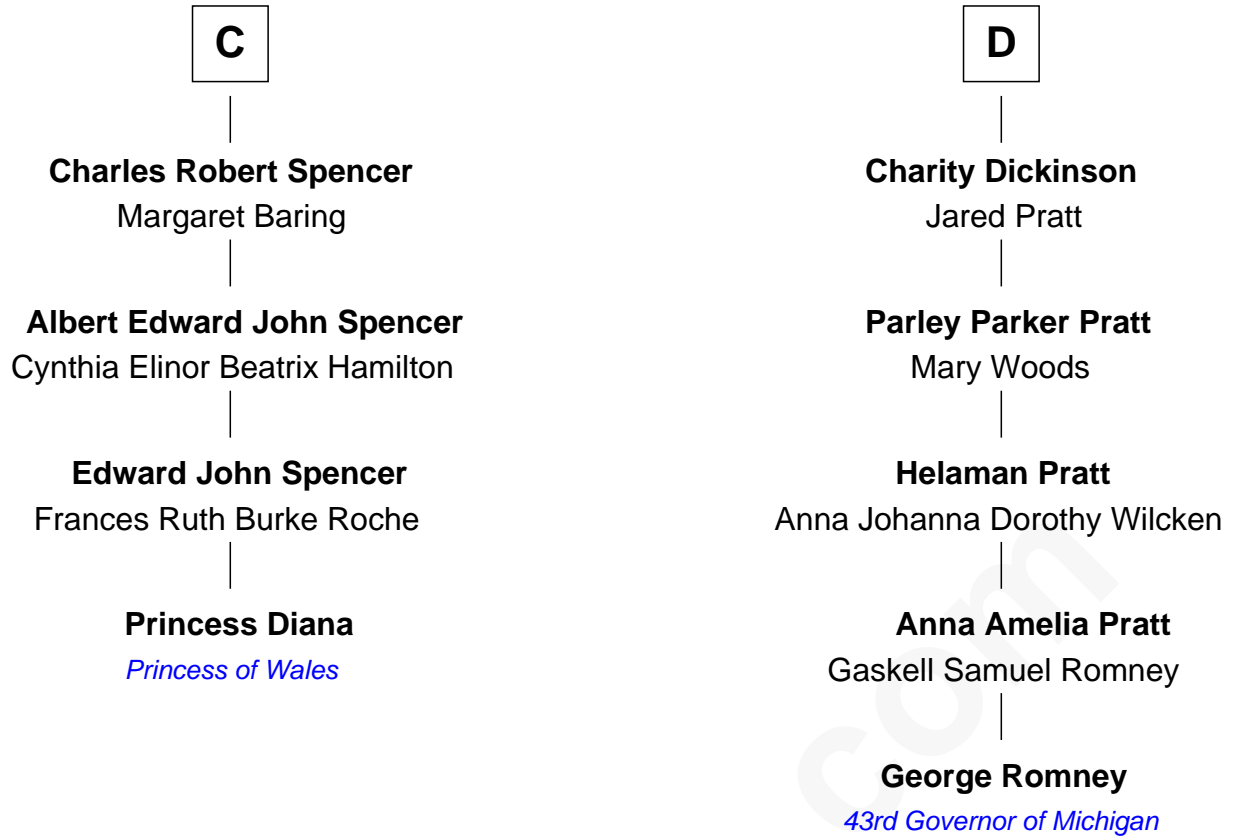 C
Charles Robert Spencer
Margaret Baring
Albert Edward John Spencer
Cynthia Elinor Beatrix Hamilton
Edward John Spencer
Frances Ruth Burke Roche
Princess Diana
Princess of Wales
D
Charity Dickinson
Jared Pratt
Parley Parker Pratt
Mary Woods
Helaman Pratt
Anna Johanna Dorothy Wilcken
Anna Amelia Pratt
Gaskell Samuel Romney
George Romney
43rd Governor of Michigan
com